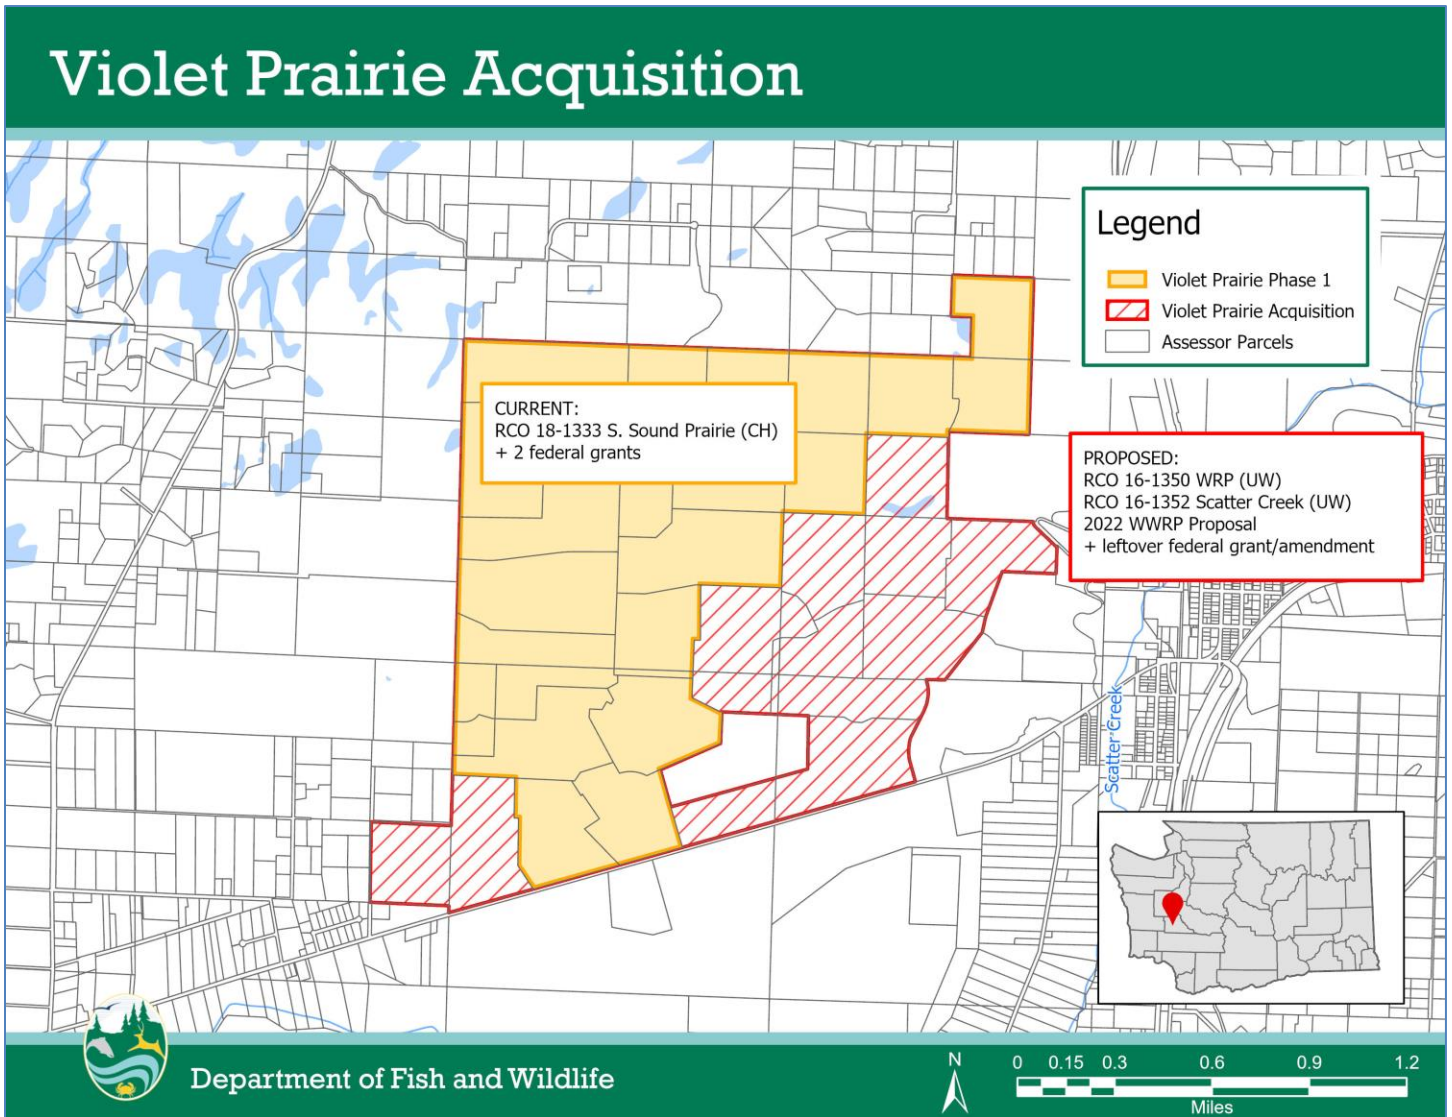 Violet Prairie Acquisition
Legend
Violet Prairie Phase 1
Violet Prairie Acquisition
Assessor Parcels
CURRENT:
RCO 18-1333 S. Sound Prairie (CH)
+ 2 federal grants
PROPOSED:
RCO 16-1350 WRP (UW)
RCO 16-1352 Scatter Creek (UW)
2022 WWRP Proposal
+ leftover federal grant/amendment
Scatter Creek
Department of Fish and Wildlife
N
0 0.15 0.3 0.6 0.9 1.2
Miles